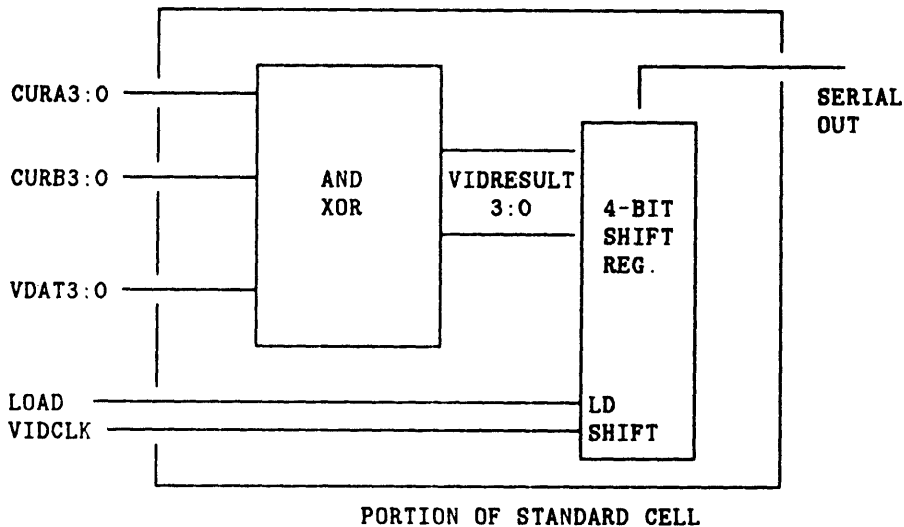 CURA3:0
CURB3:0
VDAT3:0
LOAD
VIDCLK
AND
XOR
VIDRESULT
3:0
4-BIT
SHIFT
REG.
LD
SHIFT
SERIAL
OUT
PORTION OF STANDARD CELL